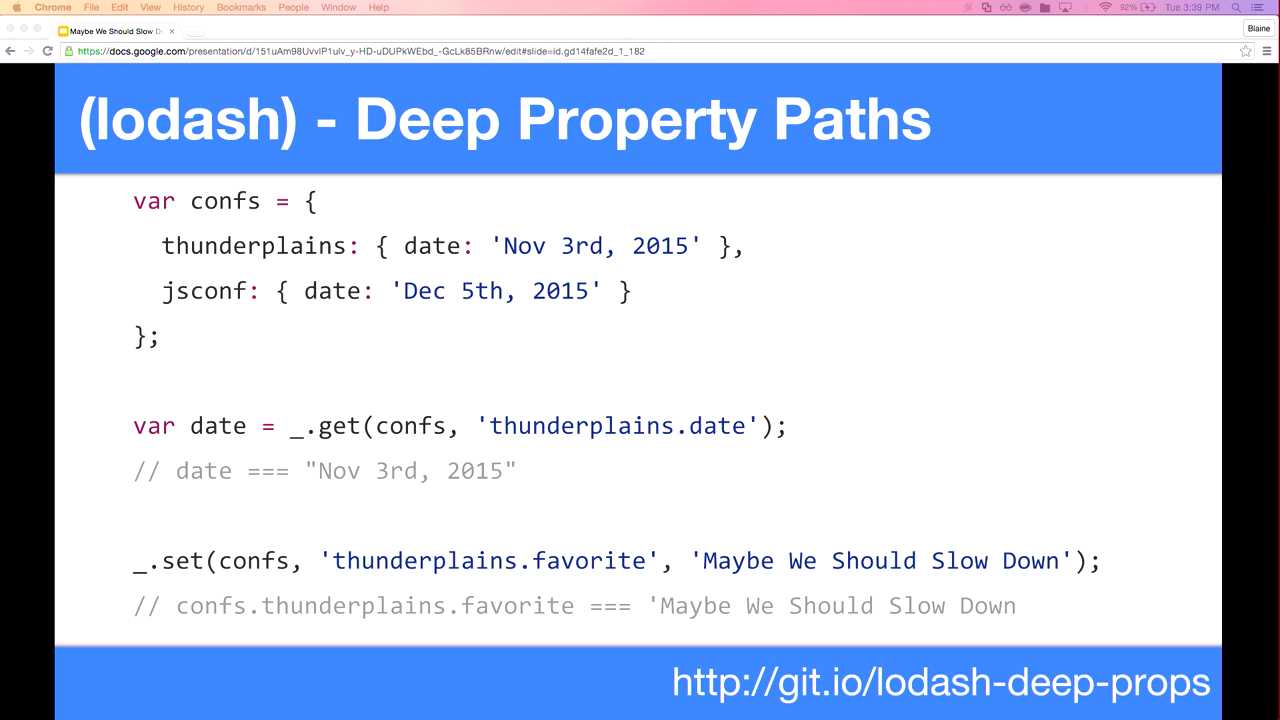 Chrome File Edit View History Bookmarks People Window Help 92% Tue 3:39 PM
Maybe We Should Slow Do
Blaine
https://docs.google.com/presentation/d/151uAm98UvvIP1ulv_y-HD-uDUPkWEbd_-GcLk85BRnw/edit#slide=id.gd14fafe2d_1_182
(lodash) - Deep Property Paths
var confs = {
thunderplains: { date: 'Nov 3rd, 2015' },
jsconf: { date: 'Dec 5th, 2015' }
};
var date = _.get(confs, 'thunderplains.date');
// date === "Nov 3rd, 2015"
_.set(confs, 'thunderplains.favorite', 'Maybe We Should Slow Down');
// confs.thunderplains.favorite === 'Maybe We Should Slow Down
http://git.io/lodash-deep-props